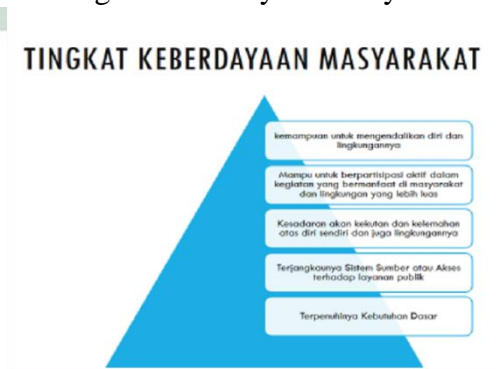 TINGKAT KEBERDAYAAN MASYARAKAT
kemampuan untuk mengendalikan diri dan
lingkungannya
Mampu untuk berpartisipasi aktif dalam
kegiatan yang bermanfaat di masyarakat
dan lingkungan yang lebih luas
Kesadaran akan kekutan dan kelemahan
atas diri sendiri dan juga lingkungannya
Terjangkaunya Sistem Sumber atau Akses
terhadap layanan publik
Terpenuhinya Kebutuhan Dasar